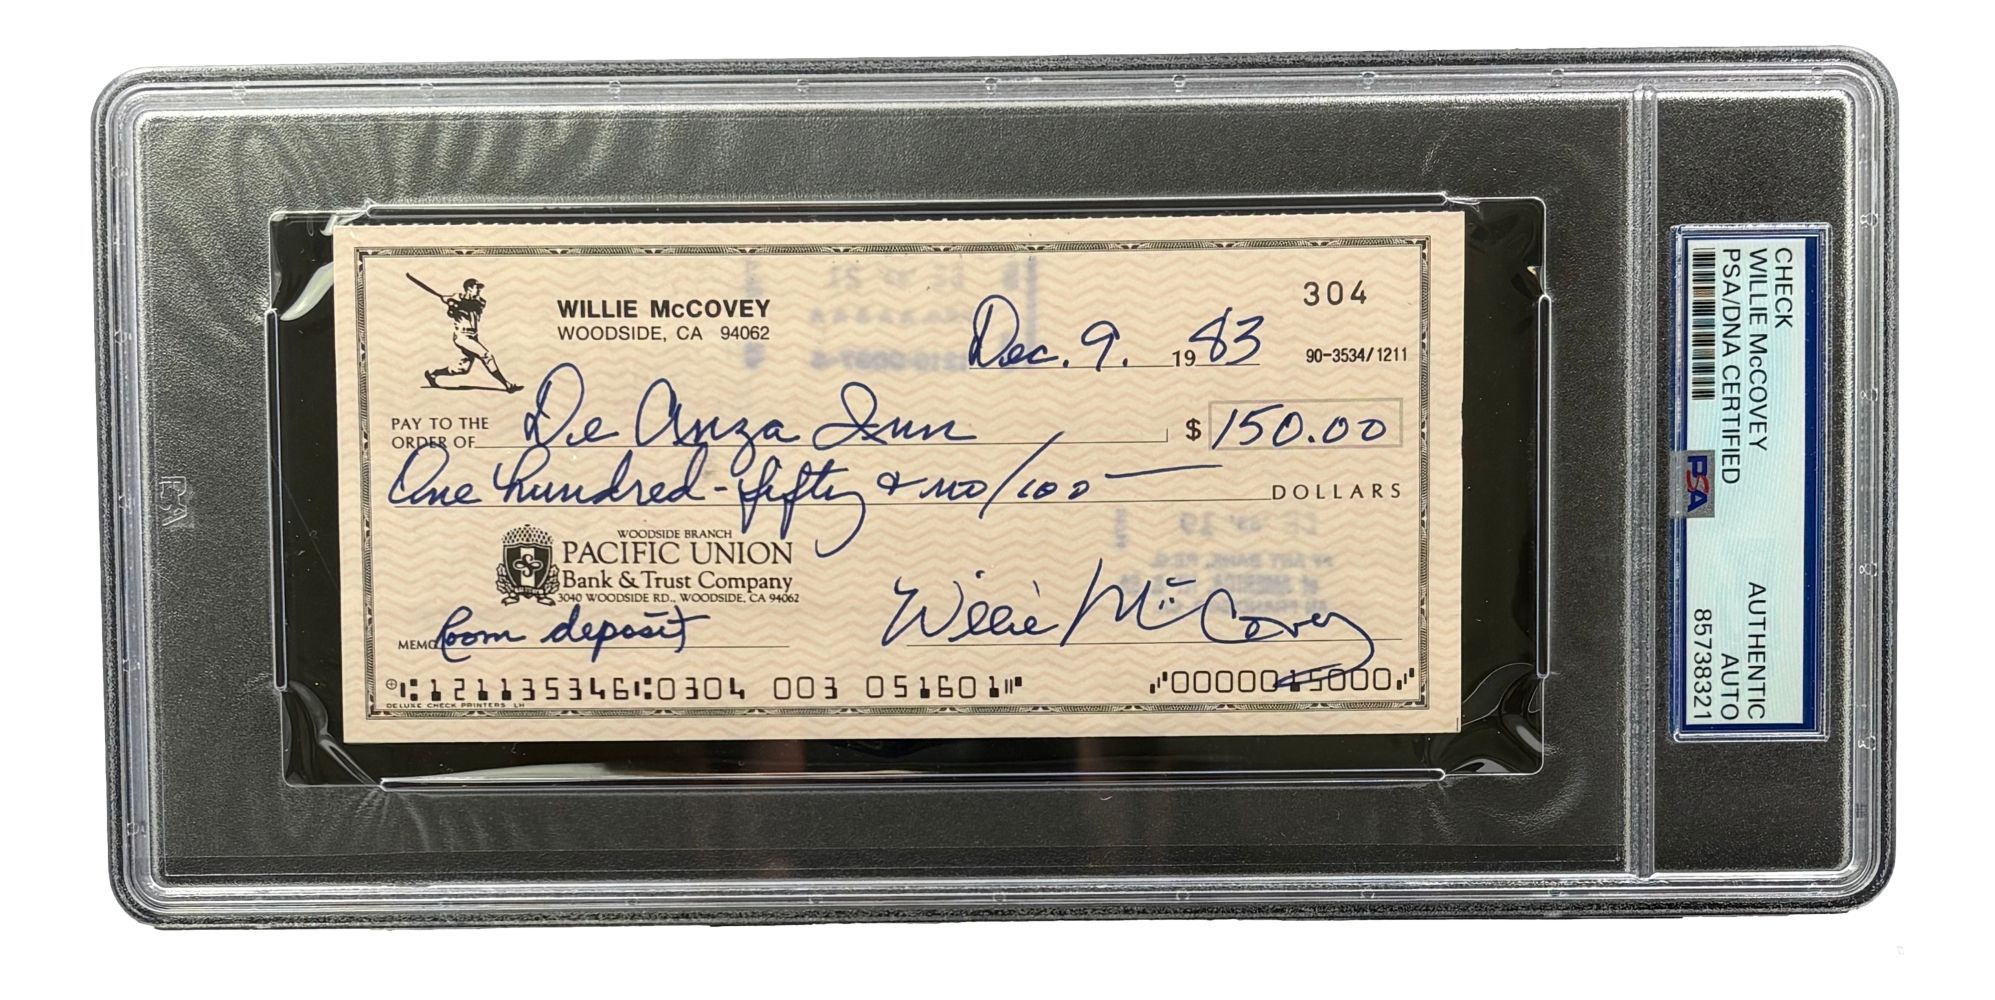 WILLIE McCOVEY
WOODSIDE, CA 94062
304
Dec. 9. 1983
90-3534/1211
PAY TO THE
ORDER OF De Anza Inn $ 150.00
One hundred-fifty & no/100 DOLLARS
WOODSIDE BRANCH
PACIFIC UNION
Bank & Trust Company
3040 WOODSIDE RD., WOODSIDE, CA 94062
MEMO Room deposit
Willie McCovey
⑆121135346⑆0304 003 051601⑈ ⑈0000015000⑈
DELUXE CHECK PRINTERS LH
CHECK
WILLIE McCOVEY
PSA/DNA CERTIFIED
PSA
AUTHENTIC
AUTO
85738321
PSA